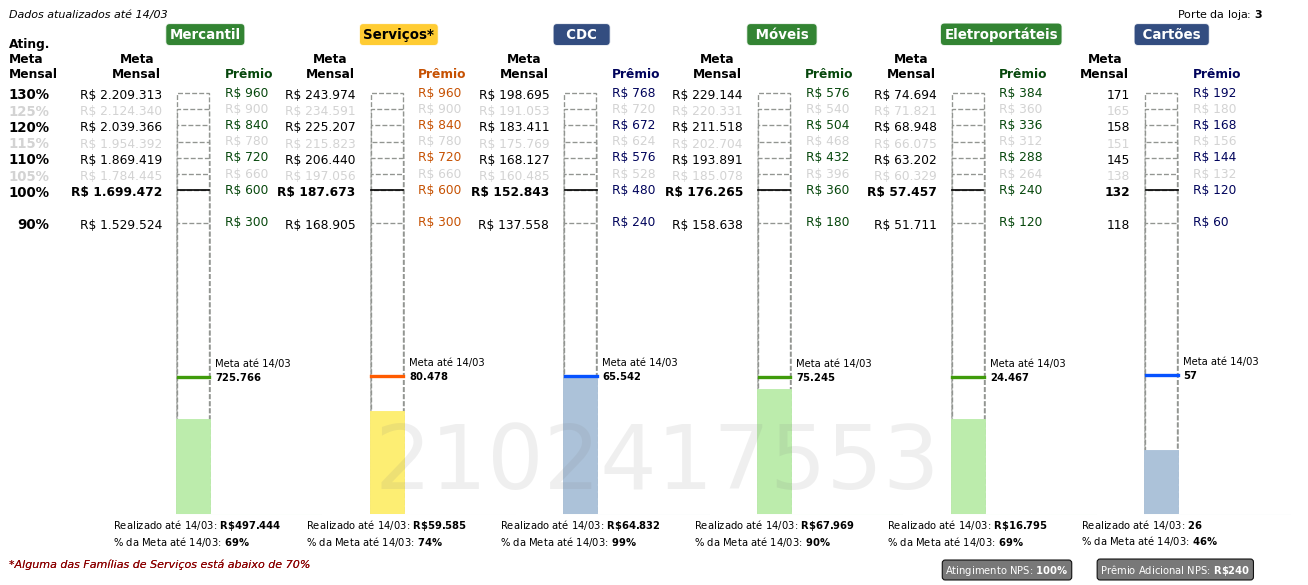 Dados atualizados até 14/03 Porte da loja: 3
Mercantil Serviços* CDC Móveis Eletroportáteis Cartões
Ating.
Meta Meta Meta Meta Meta Meta Meta
Mensal Mensal Prêmio Mensal Prêmio Mensal Prêmio Mensal Prêmio Mensal Prêmio Mensal Prêmio
130% R$ 2.209.313 R$ 960 R$ 243.974 R$ 960 R$ 198.695 R$ 768 R$ 229.144 R$ 576 R$ 74.694 R$ 384 171 R$ 192
125% R$ 2.124.340 R$ 900 R$ 234.591 R$ 900 R$ 191.053 R$ 720 R$ 220.331 R$ 540 R$ 71.821 R$ 360 165 R$ 180
120% R$ 2.039.366 R$ 840 R$ 225.207 R$ 840 R$ 183.411 R$ 672 R$ 211.518 R$ 504 R$ 68.948 R$ 336 158 R$ 168
115% R$ 1.954.392 R$ 780 R$ 215.823 R$ 780 R$ 175.769 R$ 624 R$ 202.704 R$ 468 R$ 66.075 R$ 312 151 R$ 156
110% R$ 1.869.419 R$ 720 R$ 206.440 R$ 720 R$ 168.127 R$ 576 R$ 193.891 R$ 432 R$ 63.202 R$ 288 145 R$ 144
105% R$ 1.784.445 R$ 660 R$ 197.056 R$ 660 R$ 160.485 R$ 528 R$ 185.078 R$ 396 R$ 60.329 R$ 264 138 R$ 132
100% R$ 1.699.472 R$ 600 R$ 187.673 R$ 600 R$ 152.843 R$ 480 R$ 176.265 R$ 360 R$ 57.457 R$ 240 132 R$ 120
90% R$ 1.529.524 R$ 300 R$ 168.905 R$ 300 R$ 137.558 R$ 240 R$ 158.638 R$ 180 R$ 51.711 R$ 120 118 R$ 60
Meta até 14/03 Meta até 14/03 Meta até 14/03 Meta até 14/03 Meta até 14/03 Meta até 14/03
725.766 80.478 65.542 75.245 24.467 57
2102417553
Realizado até 14/03: R$497.444 Realizado até 14/03: R$59.585 Realizado até 14/03: R$64.832 Realizado até 14/03: R$67.969 Realizado até 14/03: R$16.795 Realizado até 14/03: 26
% da Meta até 14/03: 69% % da Meta até 14/03: 74% % da Meta até 14/03: 99% % da Meta até 14/03: 90% % da Meta até 14/03: 69% % da Meta até 14/03: 46%
*Alguma das Famílias de Serviços está abaixo de 70% Atingimento NPS: 100% Prêmio Adicional NPS: R$240